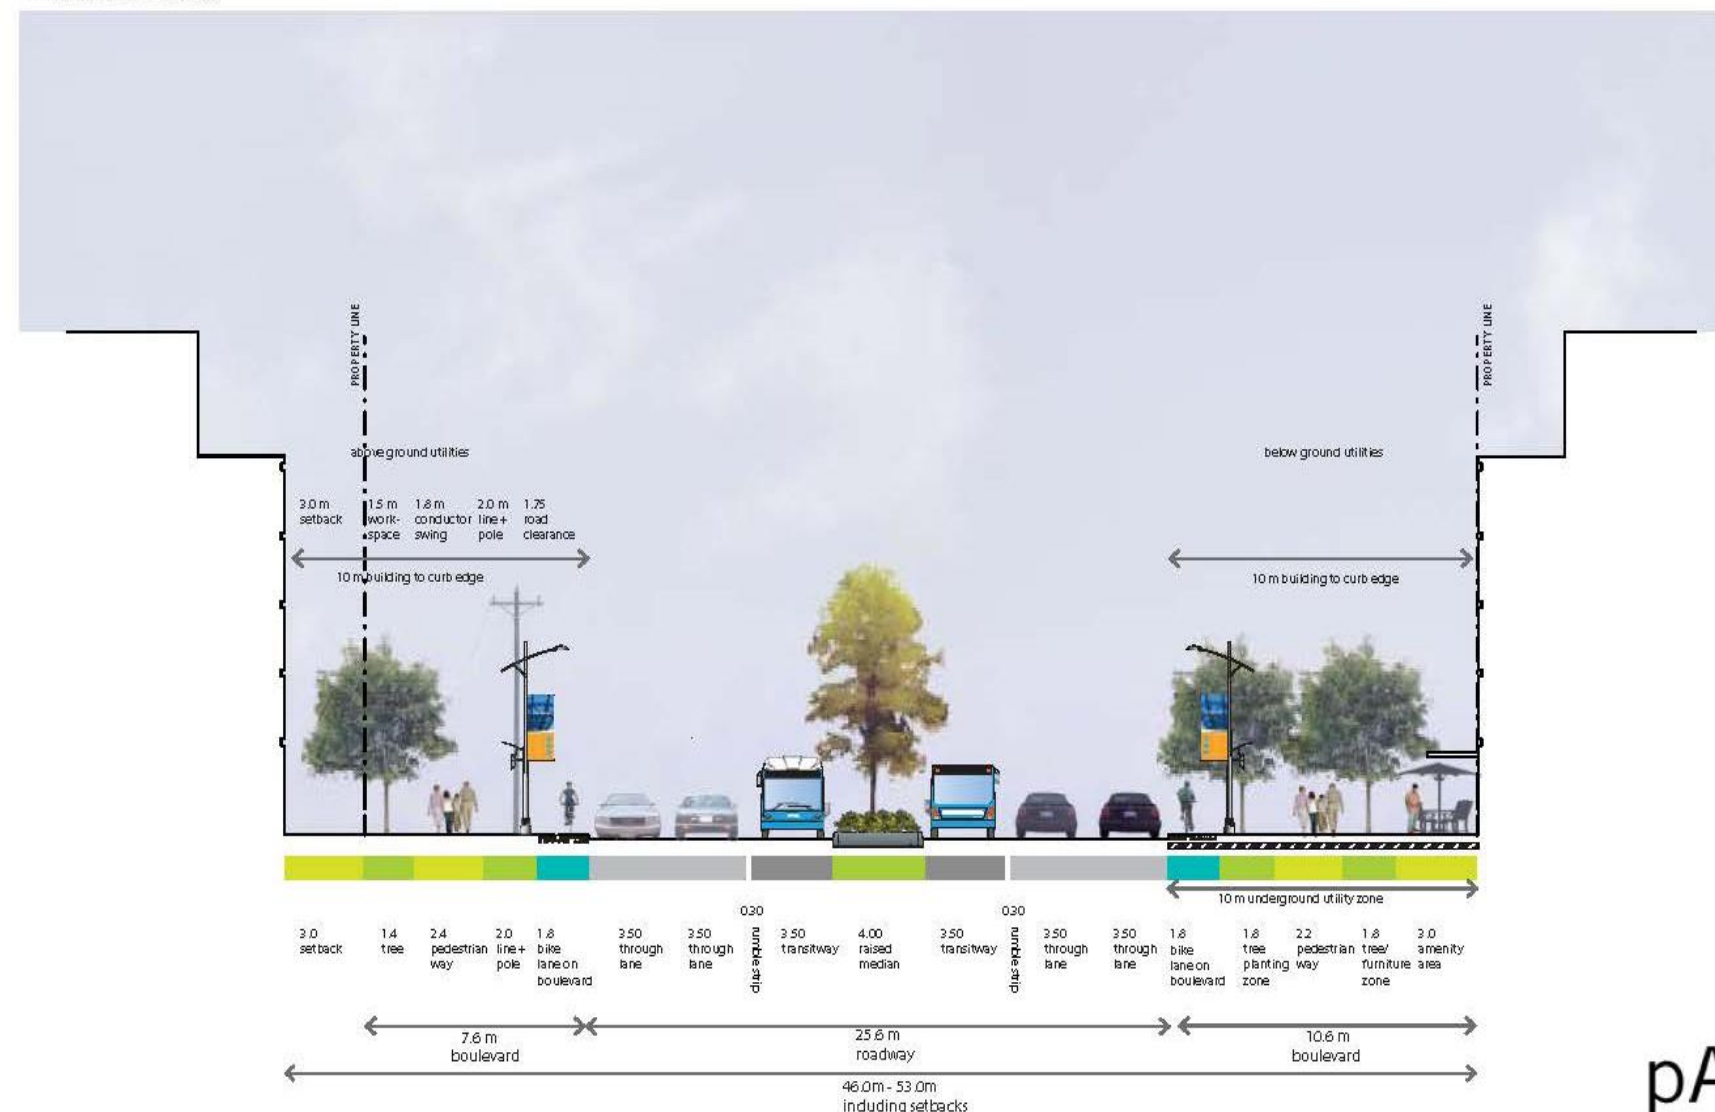 PROPERTY LINE
PROPERTY LINE
above ground utilities
below ground utilities
3.0 m
setback
1.5 m
work-
space
1.8 m
conductor
swing
2.0 m
line +
pole
1.75
road
clearance
10 m building to curb edge
10 m building to curb edge
10 m underground utility zone
3.0
setback
1.4
tree
2.4
pedestrian
way
2.0
line +
pole
1.8
bike
lane on
boulevard
3.50
through
lane
3.50
through
lane
0.30
rumble strip
3.50
transitway
4.00
raised
median
3.50
transitway
0.30
rumble strip
3.50
through
lane
3.50
through
lane
1.8
bike
lane on
boulevard
1.8
tree
planting
zone
2.2
pedestrian
way
1.8
tree/
furniture
zone
3.0
amenity
area
7.6 m
boulevard
25.6 m
roadway
10.6 m
boulevard
46.0m - 53.0m
including setbacks
pA